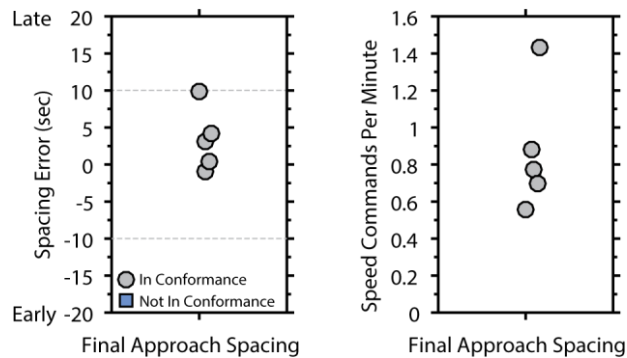 Late
20
15
10
5
0
-5
-10
-15
Early -20
Spacing Error (sec)
In Conformance
Not In Conformance
Final Approach Spacing
1.6
1.4
1.2
1
0.8
0.6
0.4
0.2
0
Speed Commands Per Minute
Final Approach Spacing